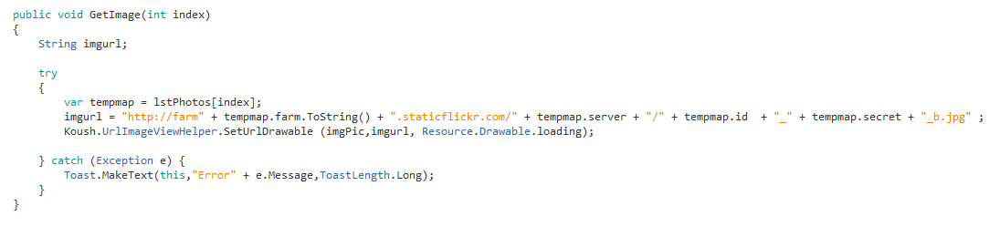 public void GetImage(int index)
{
    String imgurl;

    try
    {
        var tempmap = lstPhotos[index];
        imgurl = "http://farm" + tempmap.farm.ToString() + ".staticflickr.com/" + tempmap.server + "/" + tempmap.id  + "_" + tempmap.secret + "_b.jpg" ;
        Koush.UrlImageViewHelper.SetUrlDrawable (imgPic,imgurl, Resource.Drawable.loading);

    } catch (Exception e) {
        Toast.MakeText(this,"Error" + e.Message,ToastLength.Long);
    }
}